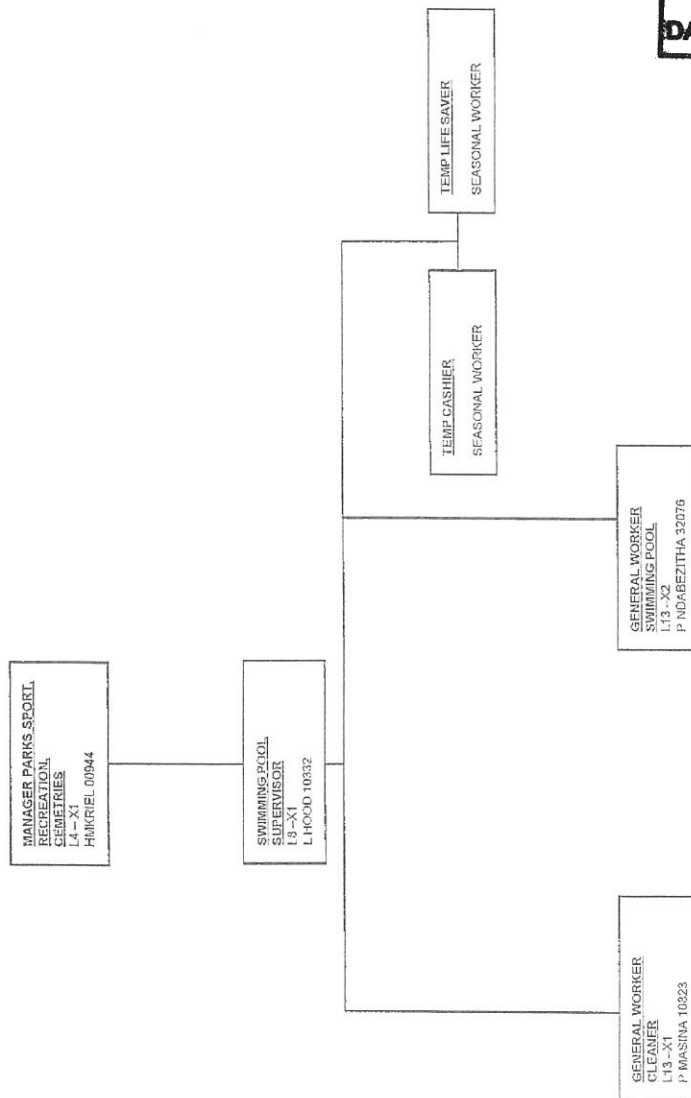 DA
MANAGER PARKS SPORT,
RECREATION,
CEMETRIES
L4 – X1
HMKRIEL 00944
SWIMMING POOL
SUPERVISOR
L8 –X1
L HOOD 10332
TEMP CASHIER
SEASONAL WORKER
TEMP LIFE SAVER
SEASONAL WORKER
GENERAL WORKER
CLEANER
L13 –X1
P MASINA 10823
GENERAL WORKER
SWIMMING POOL
L13 –X2
P NDABEZITHA 32076